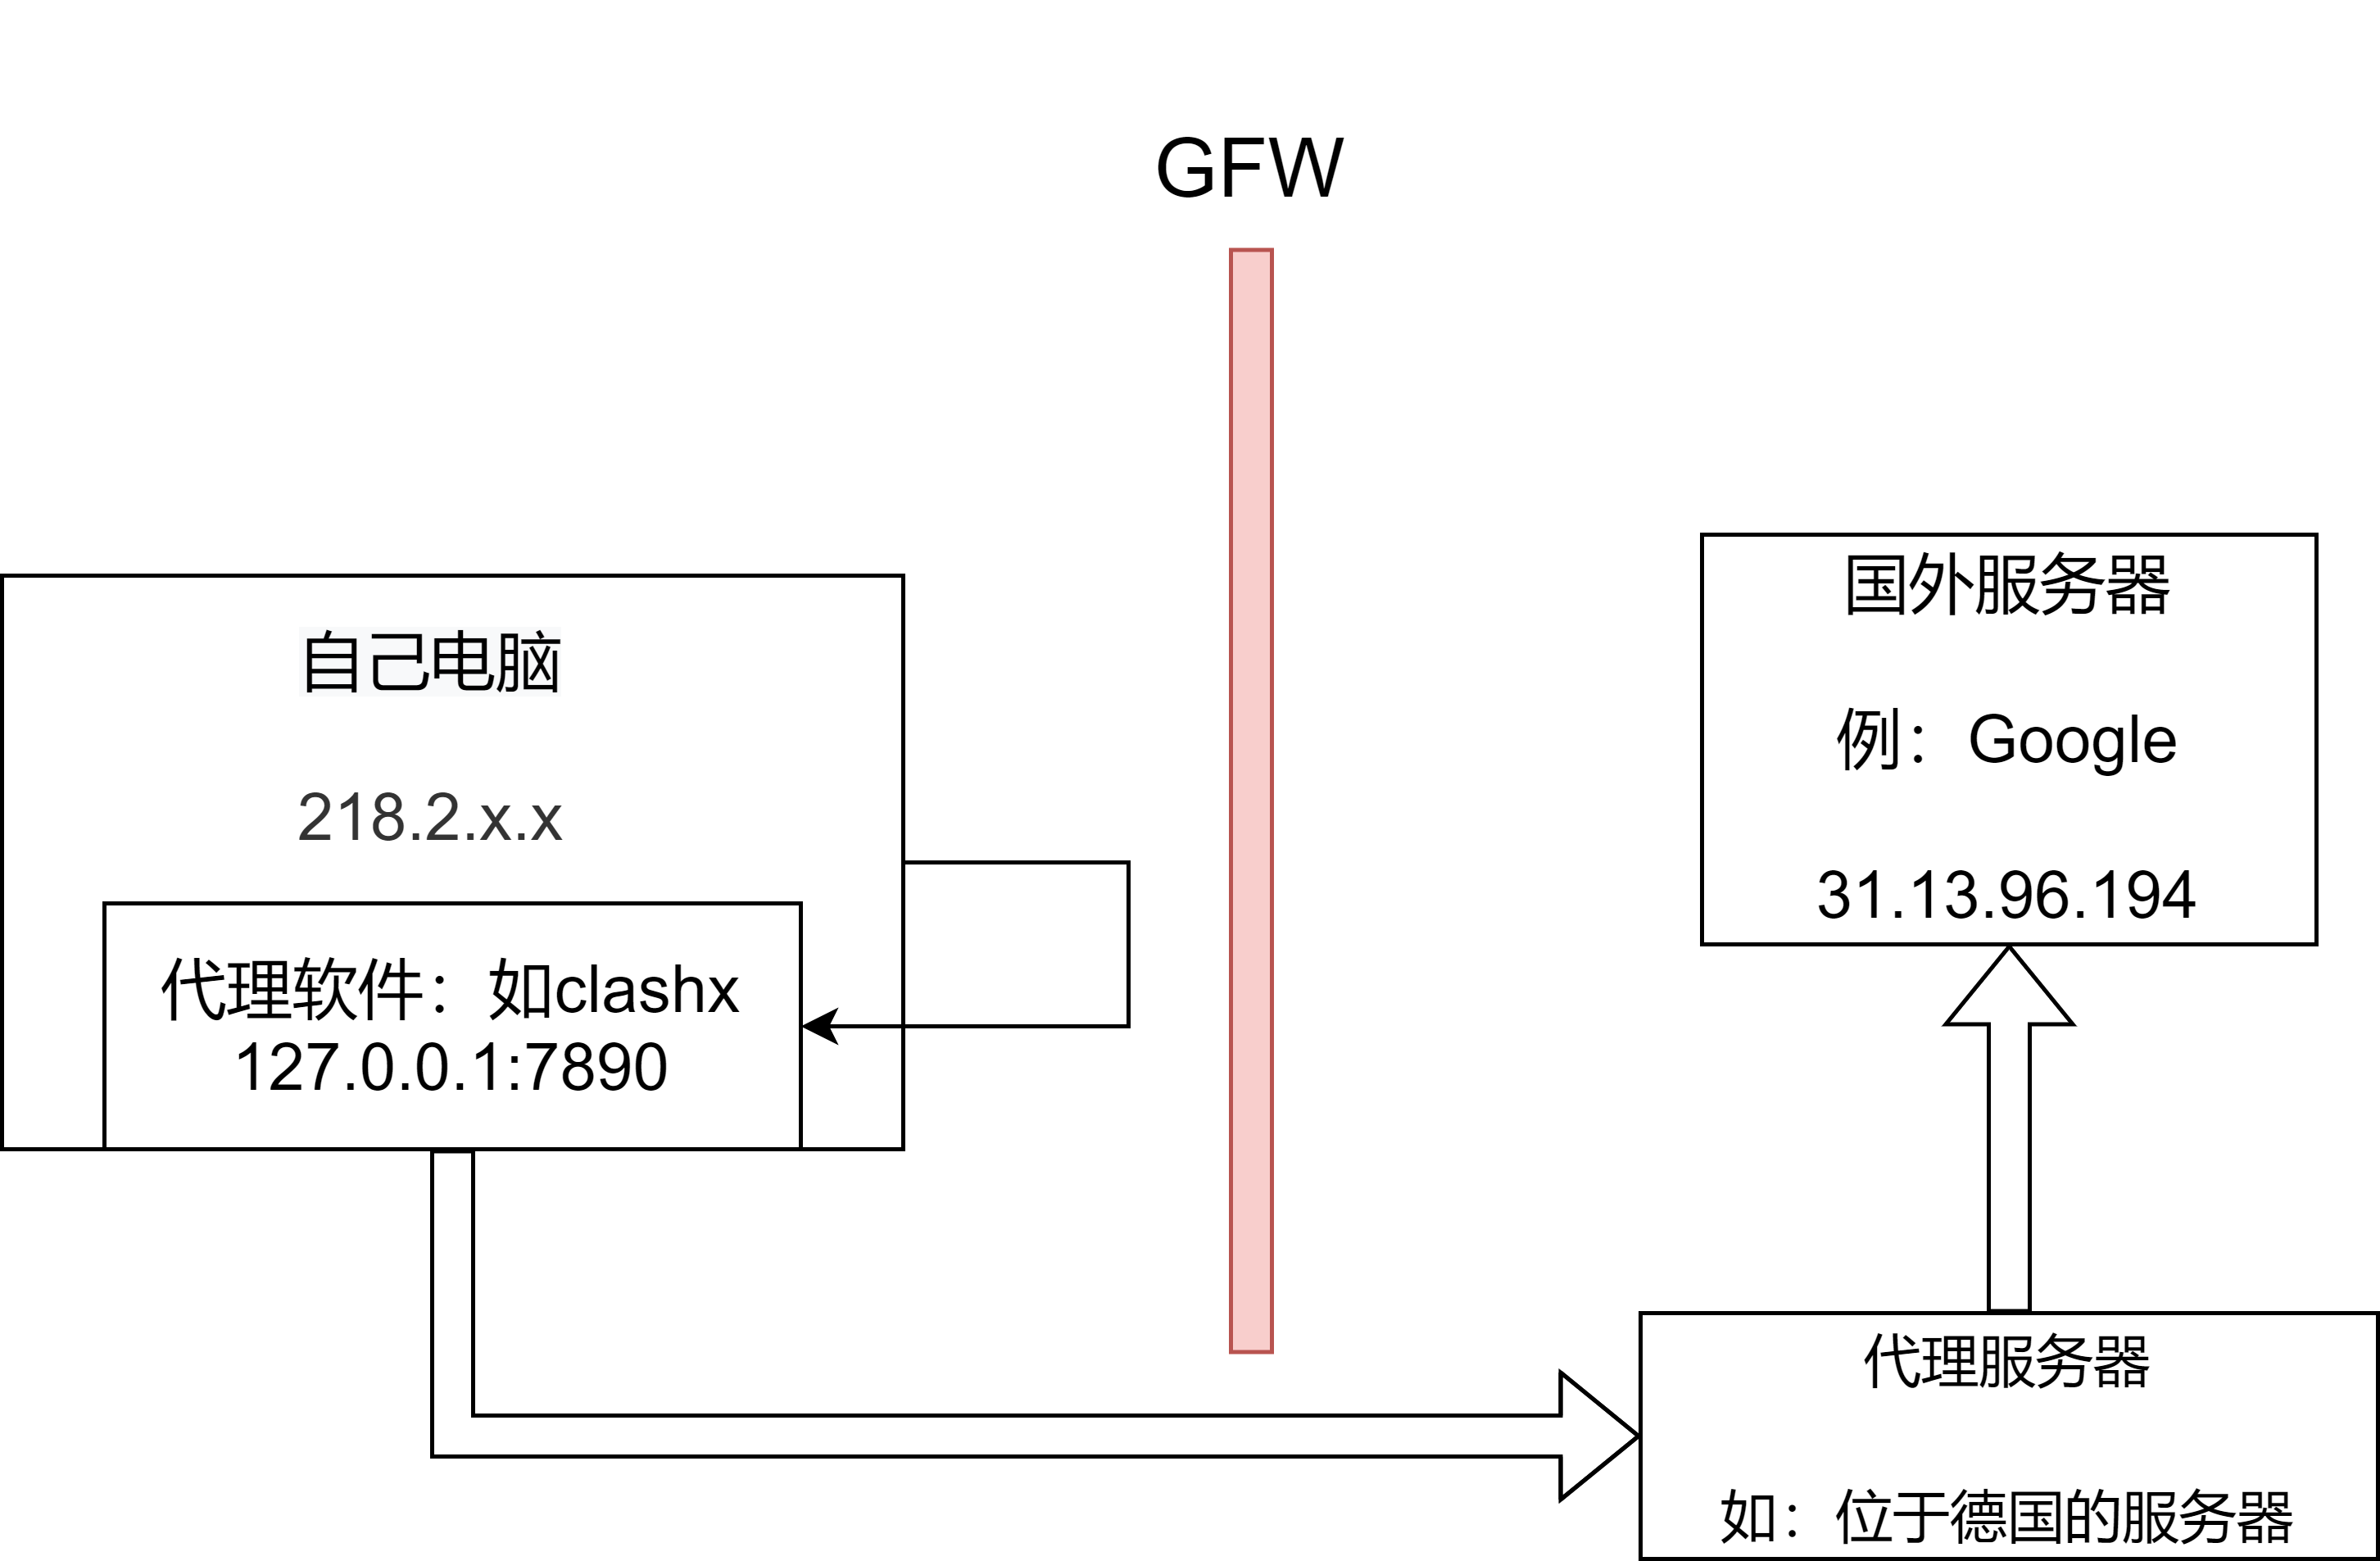 GFW
自己电脑
218.2.x.x
代理软件：如clashx
127.0.0.1:7890
国外服务器
例：Google
31.13.96.194
代理服务器
如：位于德国的服务器